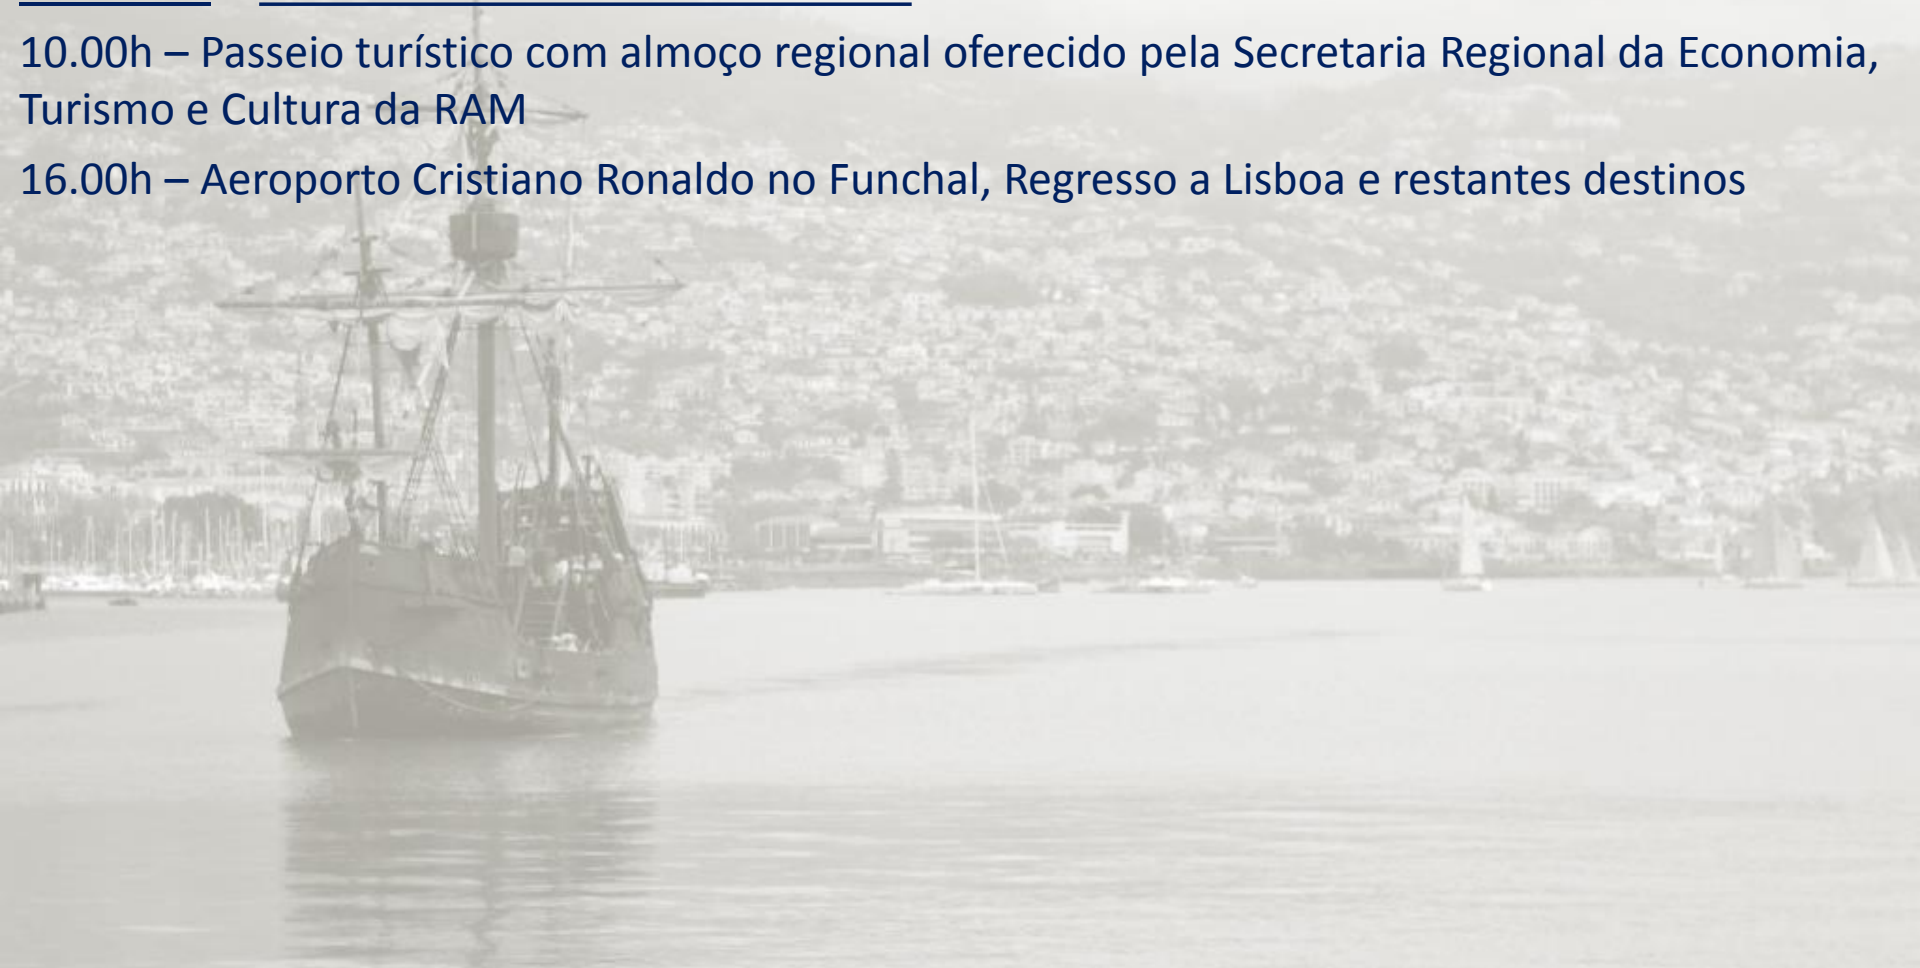 10.00h – Passeio turístico com almoço regional oferecido pela Secretaria Regional da Economia,
Turismo e Cultura da RAM
16.00h – Aeroporto Cristiano Ronaldo no Funchal, Regresso a Lisboa e restantes destinos